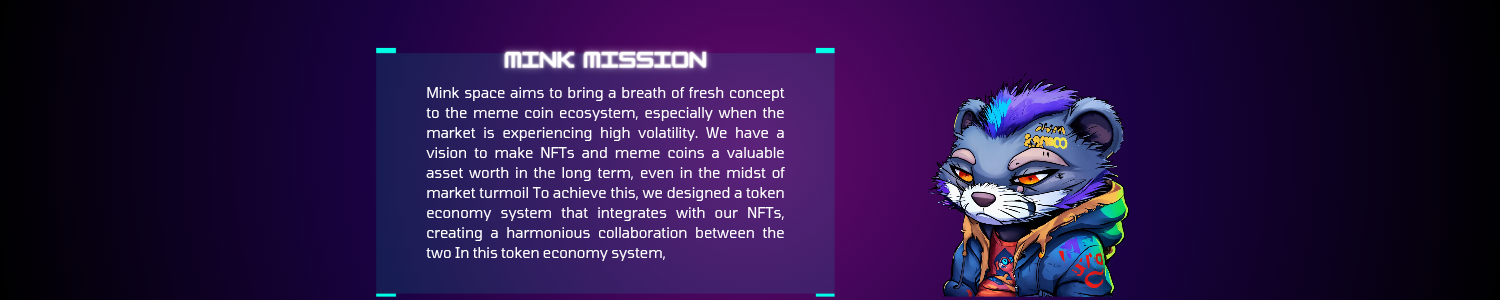 MINK MISSION
Mink space aims to bring a breath of fresh concept
to the meme coin ecosystem, especially when the
market is experiencing high volatility. We have a
vision to make NFTs and meme coins a valuable
asset worth in the long term, even in the midst of
market turmoil To achieve this, we designed a token
economy system that integrates with our NFTs,
creating a harmonious collaboration between the
two In this token economy system,